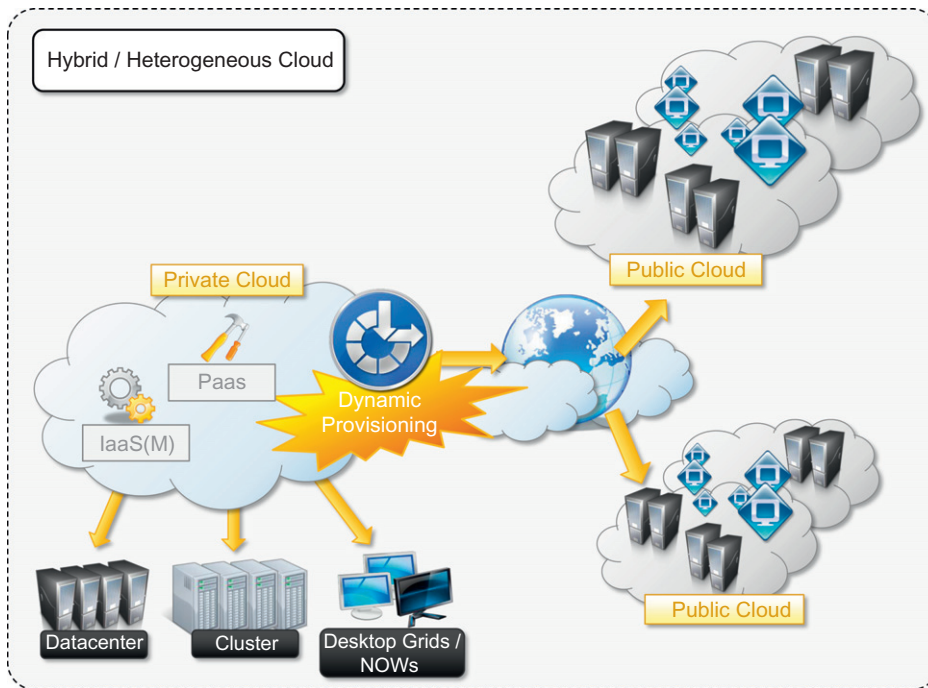 Hybrid / Heterogeneous Cloud
Public Cloud
Private Cloud
Paas
Dynamic
Provisioning
IaaS(M)
Public Cloud
Datacenter
Cluster
Desktop Grids /
NOWs